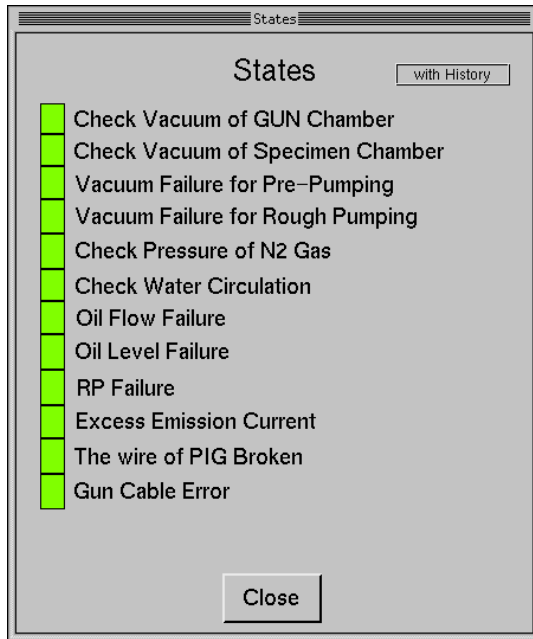 States
States
with History
Check Vacuum of GUN Chamber
Check Vacuum of Specimen Chamber
Vacuum Failure for Pre-Pumping
Vacuum Failure for Rough Pumping
Check Pressure of N2 Gas
Check Water Circulation
Oil Flow Failure
Oil Level Failure
RP Failure
Excess Emission Current
The wire of PIG Broken
Gun Cable Error
Close